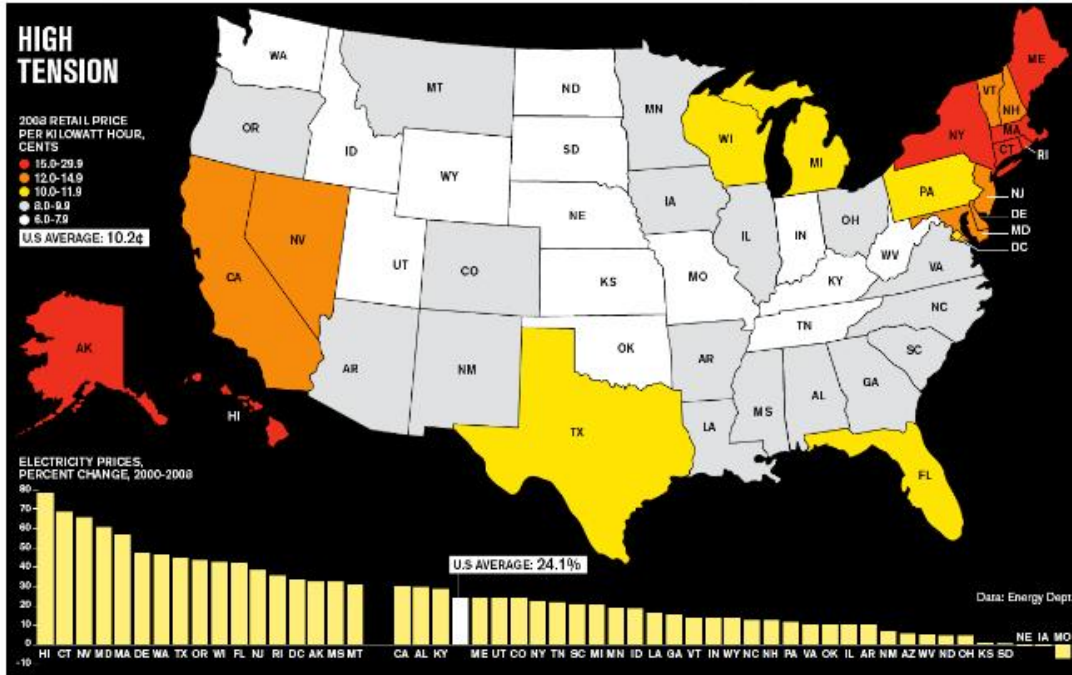 HIGH
TENSION
2008 RETAIL PRICE
PER KILOWATT HOUR,
CENTS
15.0-29.9
12.0-14.9
10.0-11.9
8.0-9.9
6.0-7.9
U.S AVERAGE: 10.2¢
WA
MT
ND
MN
OR
ID
SD
WY
WI
MI
VT
ME
NH
NY
MA
CT
RI
PA
NJ
DE
MD
DC
IA
NE
NV
UT
CO
CA
IL
IN
OH
WV
VA
KS
MO
KY
NC
TN
AR
NM
OK
AR
SC
MS
AL
GA
LA
TX
FL
AK
HI
ELECTRICITY PRICES,
PERCENT CHANGE, 2000-2008
80
70
60
50
40
30
20
10
0
-10
U.S AVERAGE: 24.1%
Data: Energy Dept
HI CT NV MD MA DE WA TX OR WI FL NJ RI DC AK MS MT CA AL KY ME UT CO NY TN SC MI MN ID LA GA VT IN WY NC NH PA VA OK IL AR NM AZ WV ND OH KS SD NE IA MO